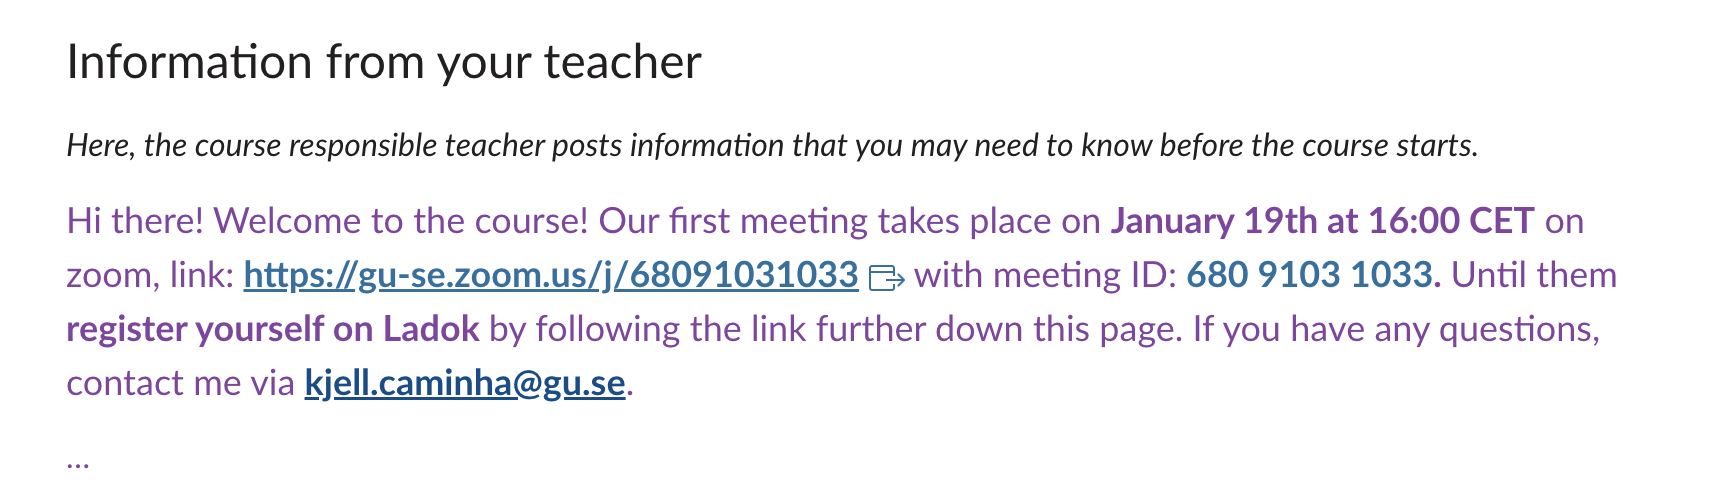 Information from your teacher
Here, the course responsible teacher posts information that you may need to know before the course starts.
Hi there! Welcome to the course! Our first meeting takes place on January 19th at 16:00 CET on
zoom, link: https://gu-se.zoom.us/j/68091031033 with meeting ID: 680 9103 1033. Until them
register yourself on Ladok by following the link further down this page. If you have any questions,
contact me via kjell.caminha@gu.se.
...